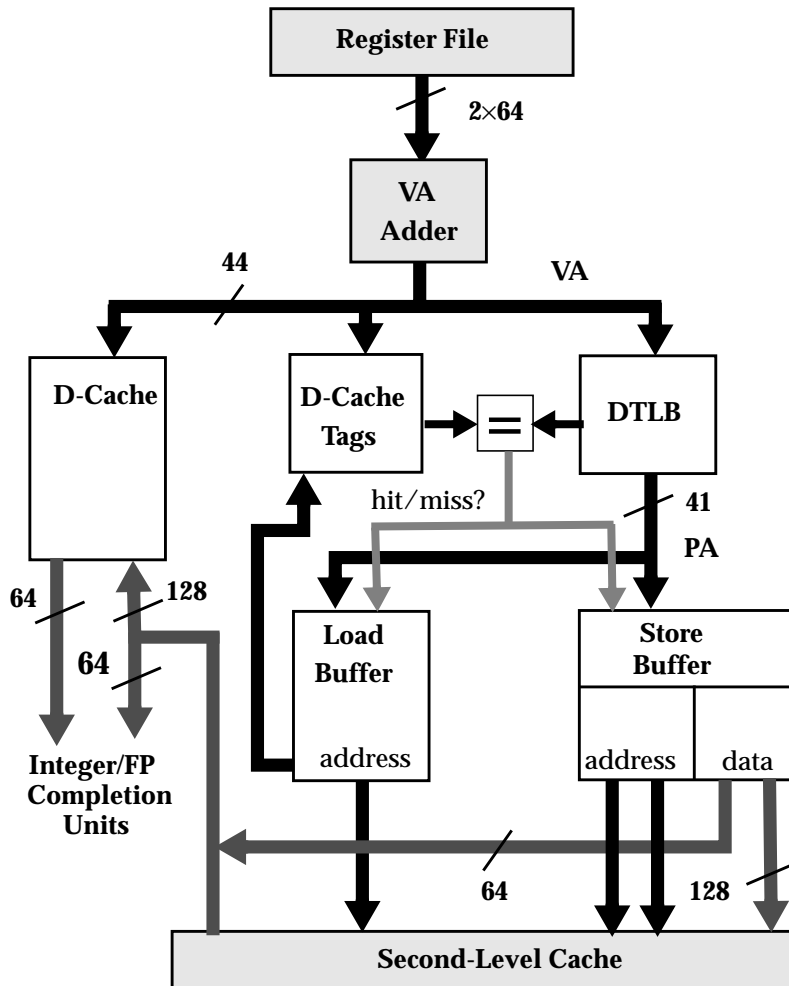 Register File
2×64
VA
Adder
44
VA
D-Cache
D-Cache
Tags
=
DTLB
hit/miss?
41
PA
64
128
64
Load
Buffer
address
Store
Buffer
address
data
Integer/FP
Completion
Units
64
128
Second-Level Cache